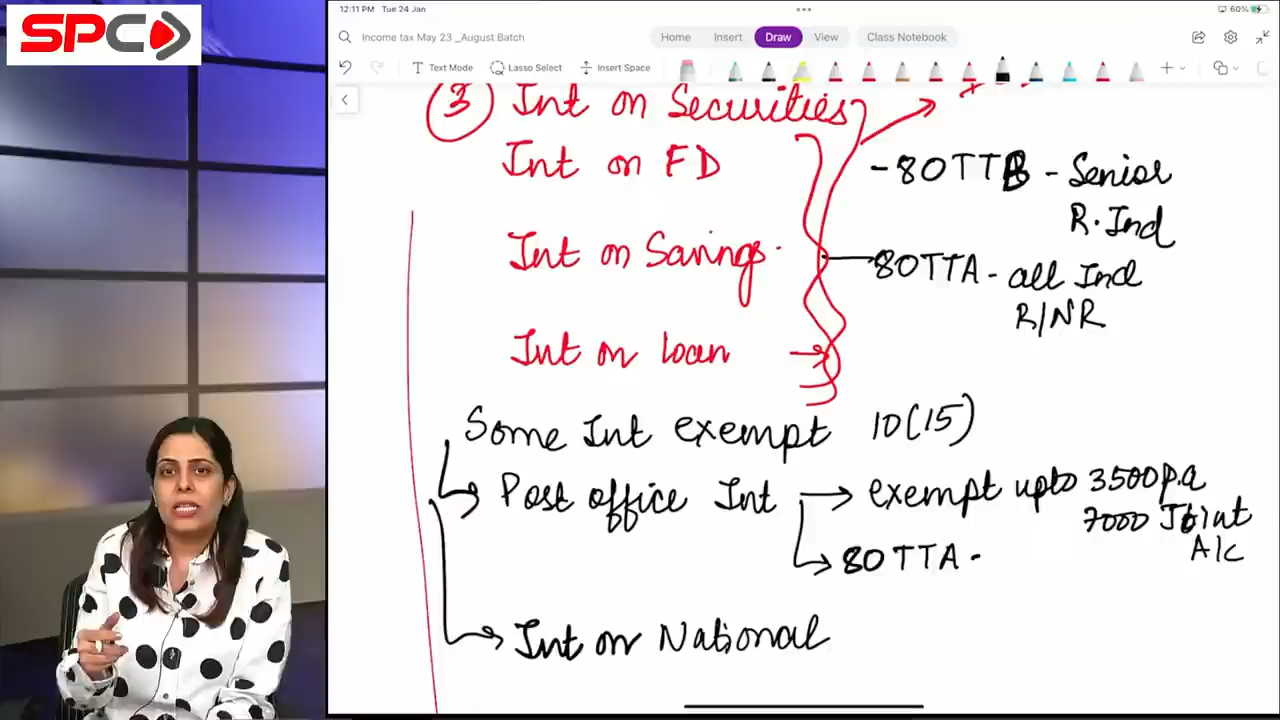 SPC
12:11 PM Tue 24 Jan
60%
Income tax May 23 _August Batch
Home Insert Draw View Class Notebook
Text Mode Lasso Select Insert Space
3 Int on Securities
Int on FD
- 80TTB - Senior
R. Ind
Int on Savings
80TTA - all Ind
R/NR
Int on loan
Some Int exempt 10(15)
Post office Int → exempt upto 3500 p.a
7000 Joint
A/c
80TTA -
Int on National